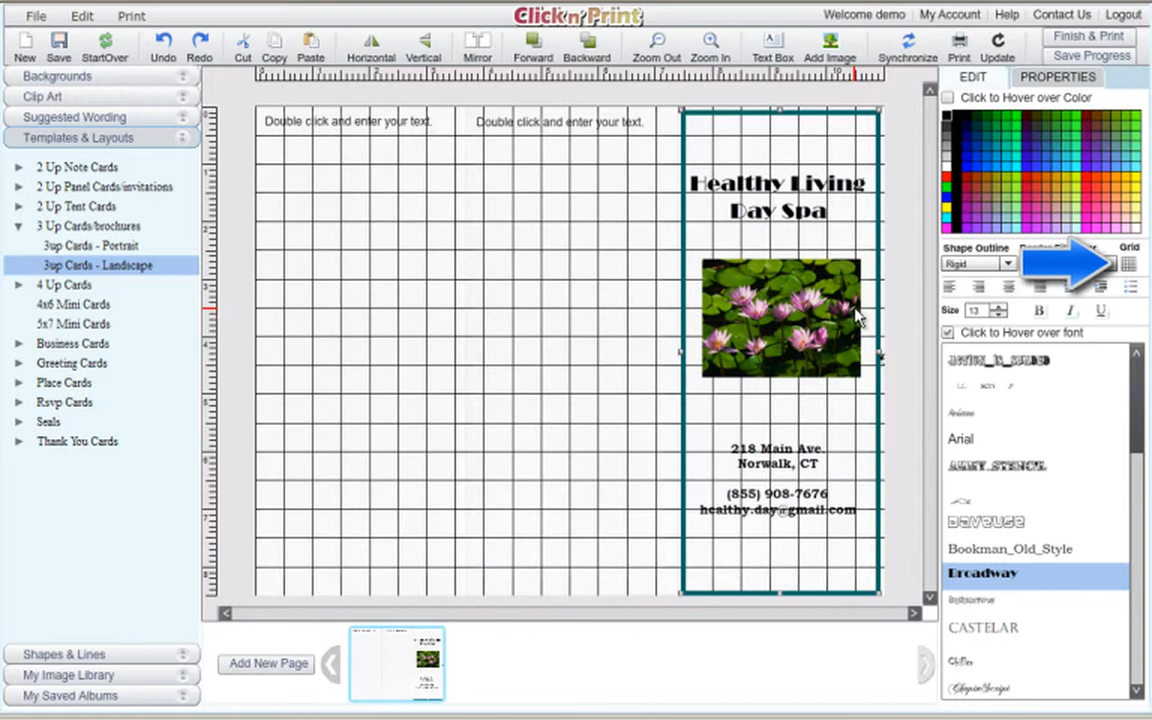 File Edit Print
Click n' Print
Welcome demo My Account Help Contact Us Logout
New Save StartOver Undo Redo Cut Copy Paste Horizontal Vertical Mirror Forward Backward Zoom Out Zoom In Text Box Add Image Synchronize Print Update
Finish & Print
Save Progress
Backgrounds
Clip Art
Suggested Wording
Templates & Layouts
2 Up Note Cards
2 Up Panel Cards/invitations
2 Up Tent Cards
3 Up Cards/brochures
3up Cards - Portrait
3up Cards - Landscape
4 Up Cards
4x6 Mini Cards
5x7 Mini Cards
Business Cards
Greeting Cards
Place Cards
Rsvp Cards
Seals
Thank You Cards
Shapes & Lines
My Image Library
My Saved Albums
Double click and enter your text.
Double click and enter your text.
Healthy Living
Day Spa
218 Main Ave.
Norwalk, CT
(855) 908-7676
healthy.day@gmail.com
Add New Page
EDIT PROPERTIES
Click to Hover over Color
Shape Outline
Grid
Rigid
Size 13 B I U
Click to Hover over font
Arial
ARMY_STENCIL
Bookman_Old_Style
Broadway
CASTELAR
Chiller
ChopinScript